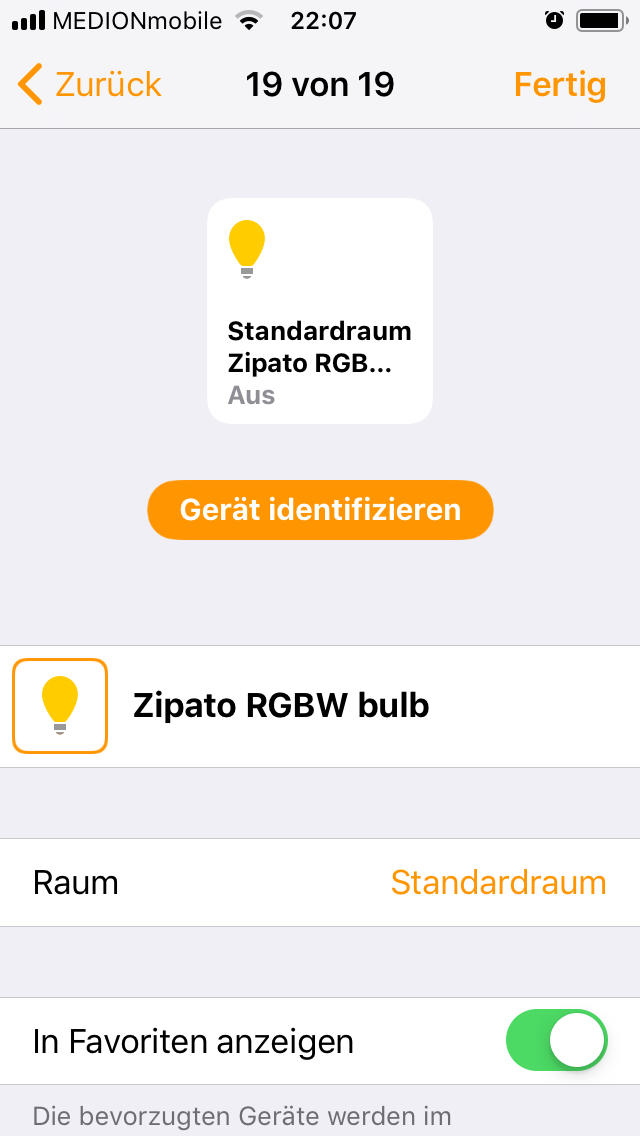 MEDIONmobile 22:07
Zurück 19 von 19 Fertig
Standardraum
Zipato RGB...
Aus
Gerät identifizieren
Zipato RGBW bulb
Raum Standardraum
In Favoriten anzeigen
Die bevorzugten Geräte werden im